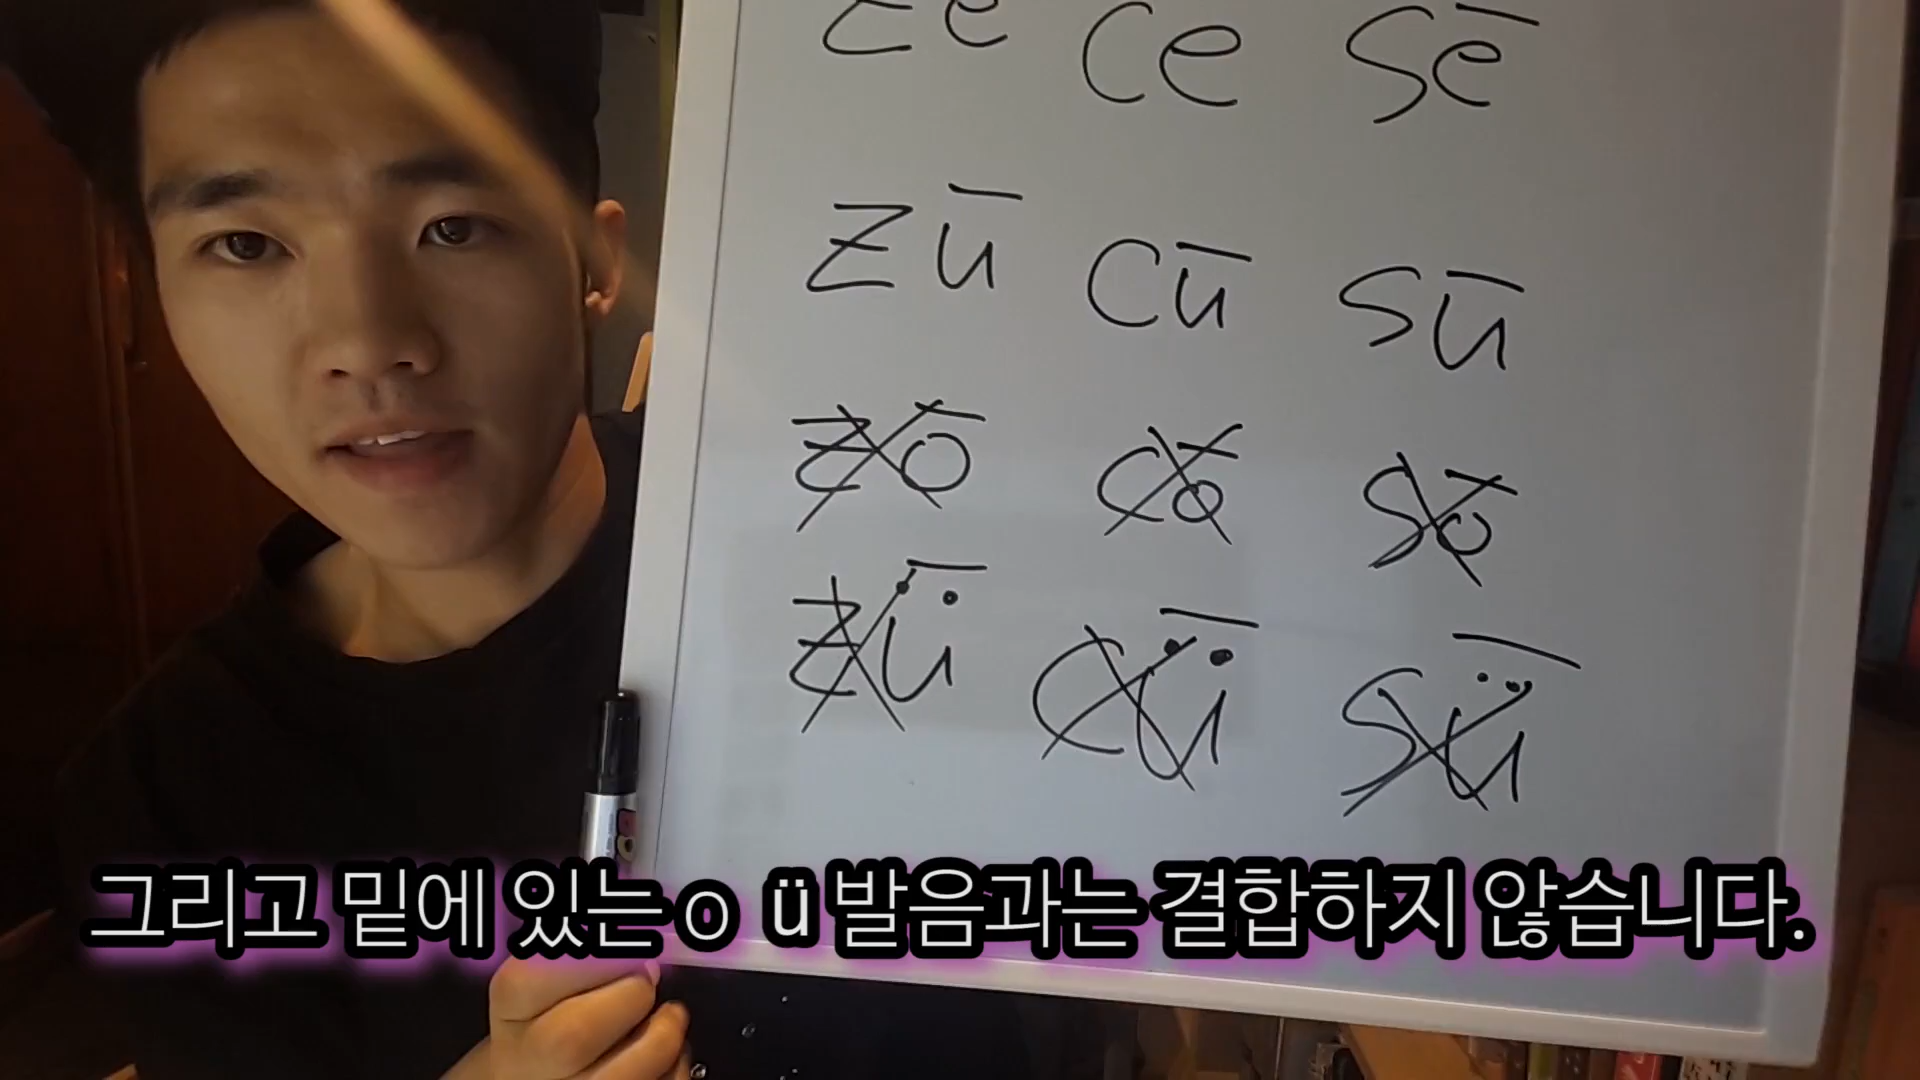 zē ce sē
zū cū sū
zō cō sō
zǖ cǖ sǖ
그리고 밑에 있는 o ü 발음과는 결합하지 않습니다.